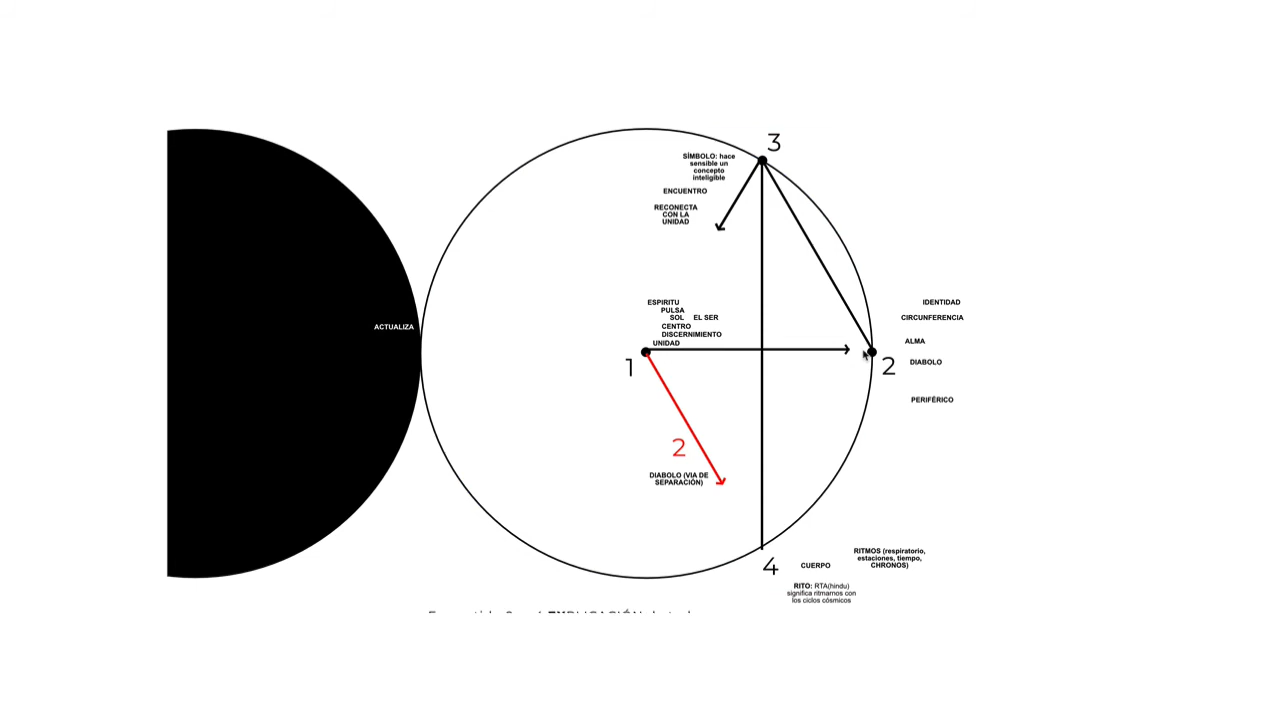 3
SÍMBOLO: hace
sensible un
concepto
inteligible
ENCUENTRO
RECONECTA
CON LA
UNIDAD
ESPIRITU
PULSA
SOL EL SER
CENTRO
DISCERNIMIENTO
UNIDAD
ACTUALIZA
1
2
IDENTIDAD
CIRCUNFERENCIA
ALMA
DIABOLO
PERIFÉRICO
2
DIABOLO (VIA DE
SEPARACIÓN)
4
CUERPO
RITMOS (respiratorio,
estaciones, tiempo,
CHRONOS)
RITO: RTA(hindu)
significa ritmarnos con
los ciclos cósmicos